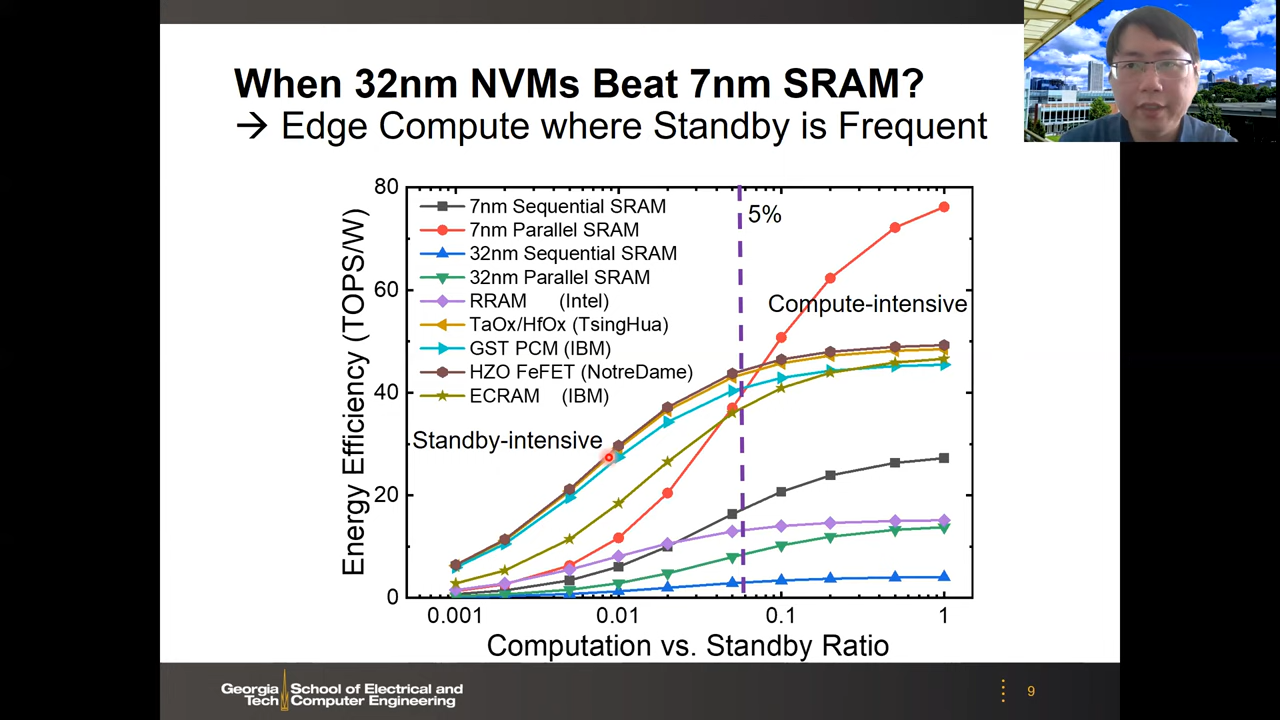 When 32nm NVMs Beat 7nm SRAM?
→ Edge Compute where Standby is Frequent
80
60
40
20
0
Energy Efficiency (TOPS/W)
7nm Sequential SRAM
7nm Parallel SRAM
32nm Sequential SRAM
32nm Parallel SRAM
RRAM (Intel)
TaOx/HfOx (TsingHua)
GST PCM (IBM)
HZO FeFET (NotreDame)
ECRAM (IBM)
5%
Compute-intensive
Standby-intensive
0.001
0.01
0.1
1
Computation vs. Standby Ratio
Georgia Tech
School of Electrical and
Computer Engineering
9